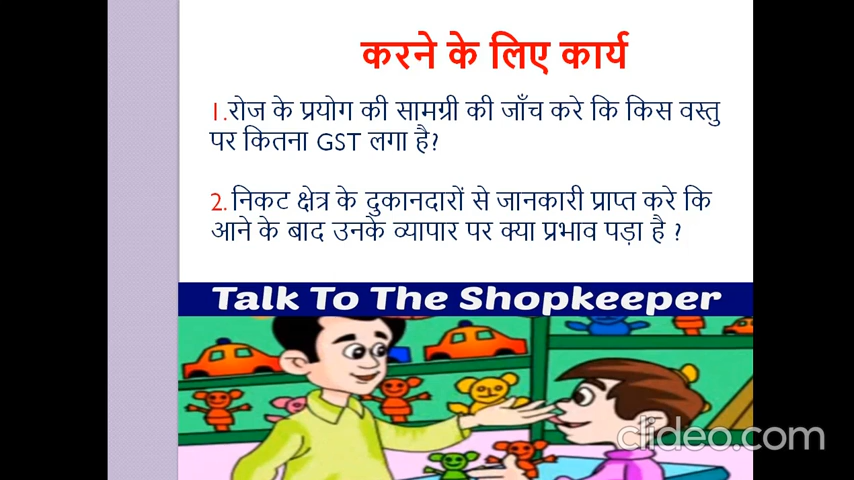 करने के लिए कार्य
1.रोज के प्रयोग की सामग्री की जाँच करे कि किस वस्तु
पर कितना GST लगा है?
2. निकट क्षेत्र के दुकानदारों से जानकारी प्राप्त करे कि
आने के बाद उनके व्यापार पर क्या प्रभाव पड़ा है ?
Talk To The Shopkeeper
clideo.com